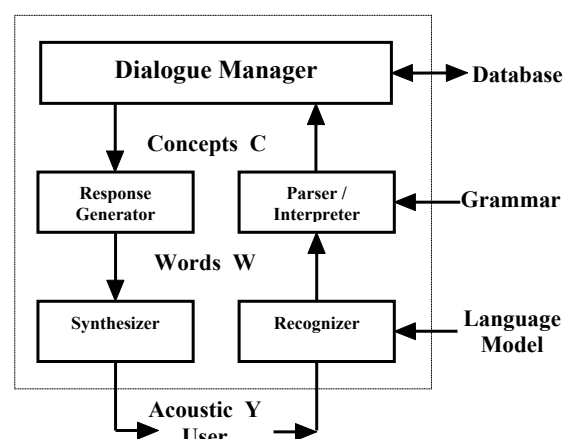 Dialogue Manager
Database
Concepts C
Response
Generator
Parser /
Interpreter
Grammar
Words W
Synthesizer
Recognizer
Language
Model
Acoustic Y
User